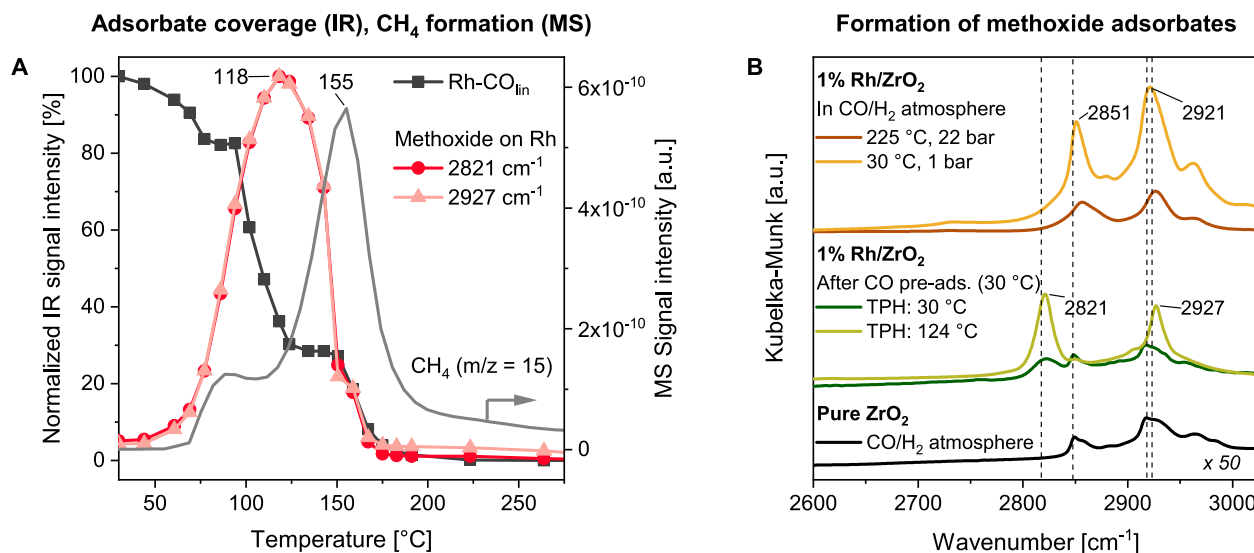 Adsorbate coverage (IR), CH4 formation (MS)
A
Normalized IR signal intensity [%]
100
80
60
40
20
0
118
155
Rh-COlin
Methoxide on Rh
2821 cm-1
2927 cm-1
CH4 (m/z = 15)
6x10-10
4x10-10
2x10-10
0
MS Signal intensity [a.u.]
50 100 150 200 250
Temperature [°C]
Formation of methoxide adsorbates
B
Kubelka-Munk [a.u.]
1% Rh/ZrO2
In CO/H2 atmosphere
225 °C, 22 bar
30 °C, 1 bar
2851
2921
1% Rh/ZrO2
After CO pre-ads. (30 °C)
TPH: 30 °C
TPH: 124 °C
2821
2927
Pure ZrO2
CO/H2 atmosphere
x 50
2600 2700 2800 2900 3000
Wavenumber [cm-1]